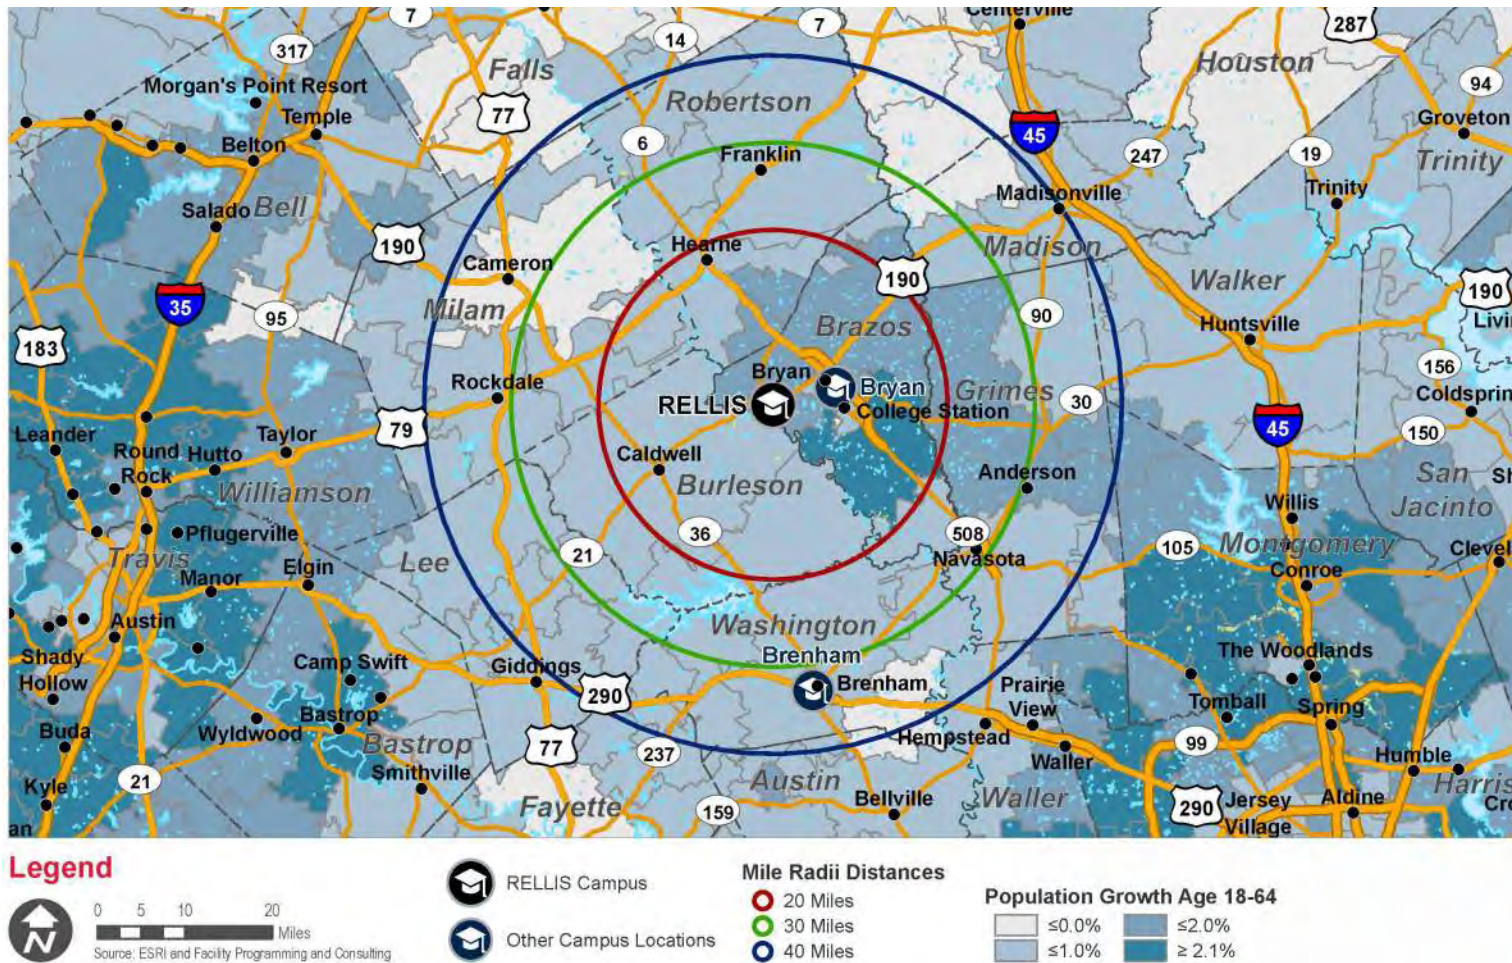 7
317
14
7
Centerville
287
Houston
Falls
Robertson
Morgan's Point Resort
Temple
77
94
Groveton
Belton
6
Franklin
45
247
19
Trinity
Trinity
Salado
Bell
190
Hearne
Madisonville
Madison
Cameron
190
Walker
190
35
Milam
95
Brazos
90
Huntsville
183
Bryan
Bryan
156
Rockdale
RELLIS
College Station
Grimes
30
Coldspring
Leander
Taylor
79
45
150
Round
Rock
Hutto
Caldwell
Anderson
San
Jacinto
Williamson
Burleson
Willis
Pflugerville
36
508
105
Montgomery
Travis
21
Navasota
Clevel
Lee
Manor
Elgin
Conroe
Austin
Washington
Shady
Hollow
Camp Swift
Giddings
Brenham
The Woodlands
290
Brenham
Prairie
View
Tomball
Spring
Buda
Wyldwood
Bastrop
Bastrop
77
Hempstead
99
237
Waller
Humble
21
Smithville
Austin
Harris
Kyle
Fayette
159
Bellville
Waller
290
Jersey
Village
Aldine
Cre
an
Livi
Sh
Legend
N
0 5 10 20
Miles
Source: ESRI and Facility Programming and Consulting
RELLIS Campus
Other Campus Locations
Mile Radii Distances
20 Miles
30 Miles
40 Miles
Population Growth Age 18-64
≤0.0%
≤2.0%
≤1.0%
≥ 2.1%